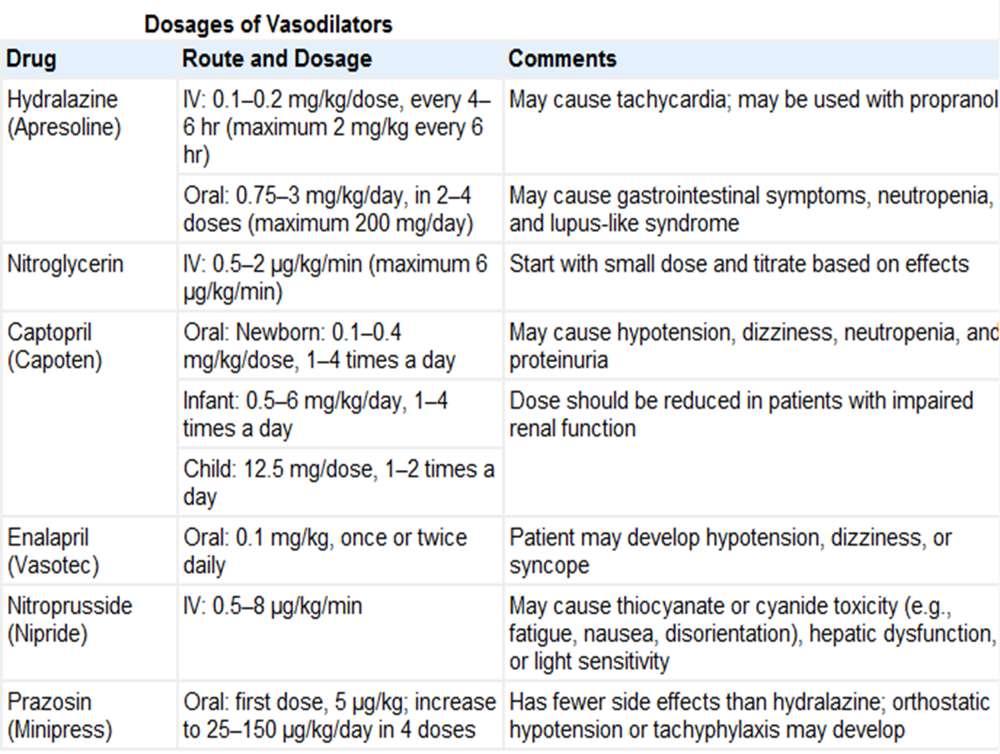 Dosages of Vasodilators
Drug
Route and Dosage
Comments
Hydralazine
(Apresoline)
IV: 0.1–0.2 mg/kg/dose, every 4–
6 hr (maximum 2 mg/kg every 6
hr)
May cause tachycardia; may be used with propranol
Oral: 0.75–3 mg/kg/day, in 2–4
doses (maximum 200 mg/day)
May cause gastrointestinal symptoms, neutropenia,
and lupus-like syndrome
Nitroglycerin
IV: 0.5–2 µg/kg/min (maximum 6
µg/kg/min)
Start with small dose and titrate based on effects
Captopril
(Capoten)
Oral: Newborn: 0.1–0.4
mg/kg/dose, 1–4 times a day
May cause hypotension, dizziness, neutropenia, and
proteinuria
Infant: 0.5–6 mg/kg/day, 1–4
times a day
Dose should be reduced in patients with impaired
renal function
Child: 12.5 mg/dose, 1–2 times a
day
Enalapril
(Vasotec)
Oral: 0.1 mg/kg, once or twice
daily
Patient may develop hypotension, dizziness, or
syncope
Nitroprusside
(Nipride)
IV: 0.5–8 µg/kg/min
May cause thiocyanate or cyanide toxicity (e.g.,
fatigue, nausea, disorientation), hepatic dysfunction,
or light sensitivity
Prazosin
(Minipress)
Oral: first dose, 5 µg/kg; increase
to 25–150 µg/kg/day in 4 doses
Has fewer side effects than hydralazine; orthostatic
hypotension or tachyphylaxis may develop